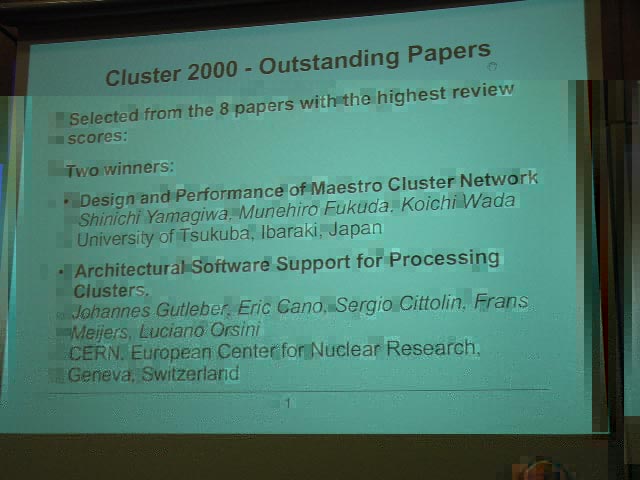 Cluster 2000 - Outstanding Papers
Selected from the 8 papers with the highest review
scores:
Two winners:
• Design and Performance of Maestro Cluster Network
Shinichi Yamagiwa, Munehiro Fukuda, Koichi Wada
University of Tsukuba, Ibaraki, Japan
• Architectural Software Support for Processing
Clusters,
Johannes Gutleber, Eric Cano, Sergio Cittolin, Frans
Meijers, Luciano Orsini
CERN, European Center for Nuclear Research,
Geneva, Switzerland
1